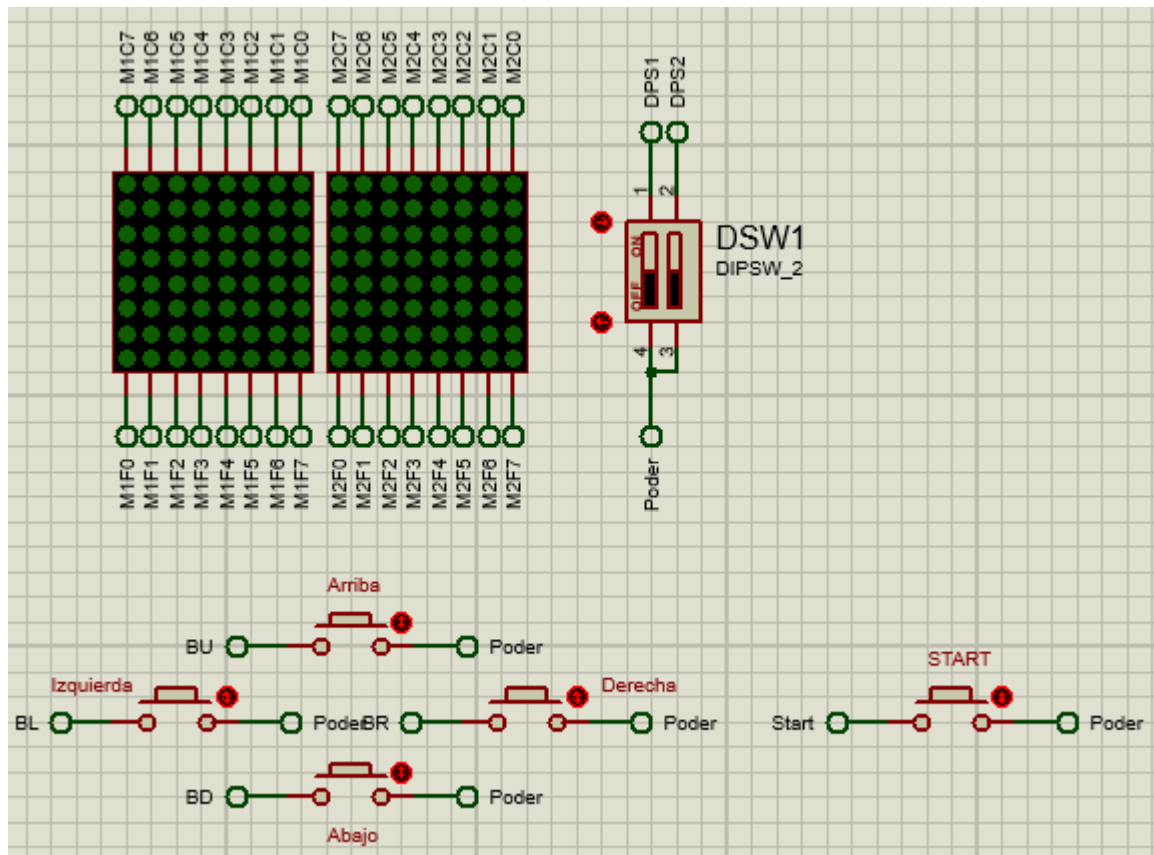 M1C7 M1C6 M1C5 M1C4 M1C3 M1C2 M1C1 M1C0
M2C7 M2C6 M2C5 M2C4 M2C3 M2C2 M2C1 M2C0
DPS1 DPS2
1 2
ON
OFF
DSW1
DIPSW_2
4 3
M1F0 M1F1 M1F2 M1F3 M1F4 M1F5 M1F6 M1F7
M2F0 M2F1 M2F2 M2F3 M2F4 M2F5 M2F6 M2F7
Poder
Arriba
BU Poder
START
Izquierda
Derecha
BL Poder
BR Poder
Start Poder
BD Poder
Abajo